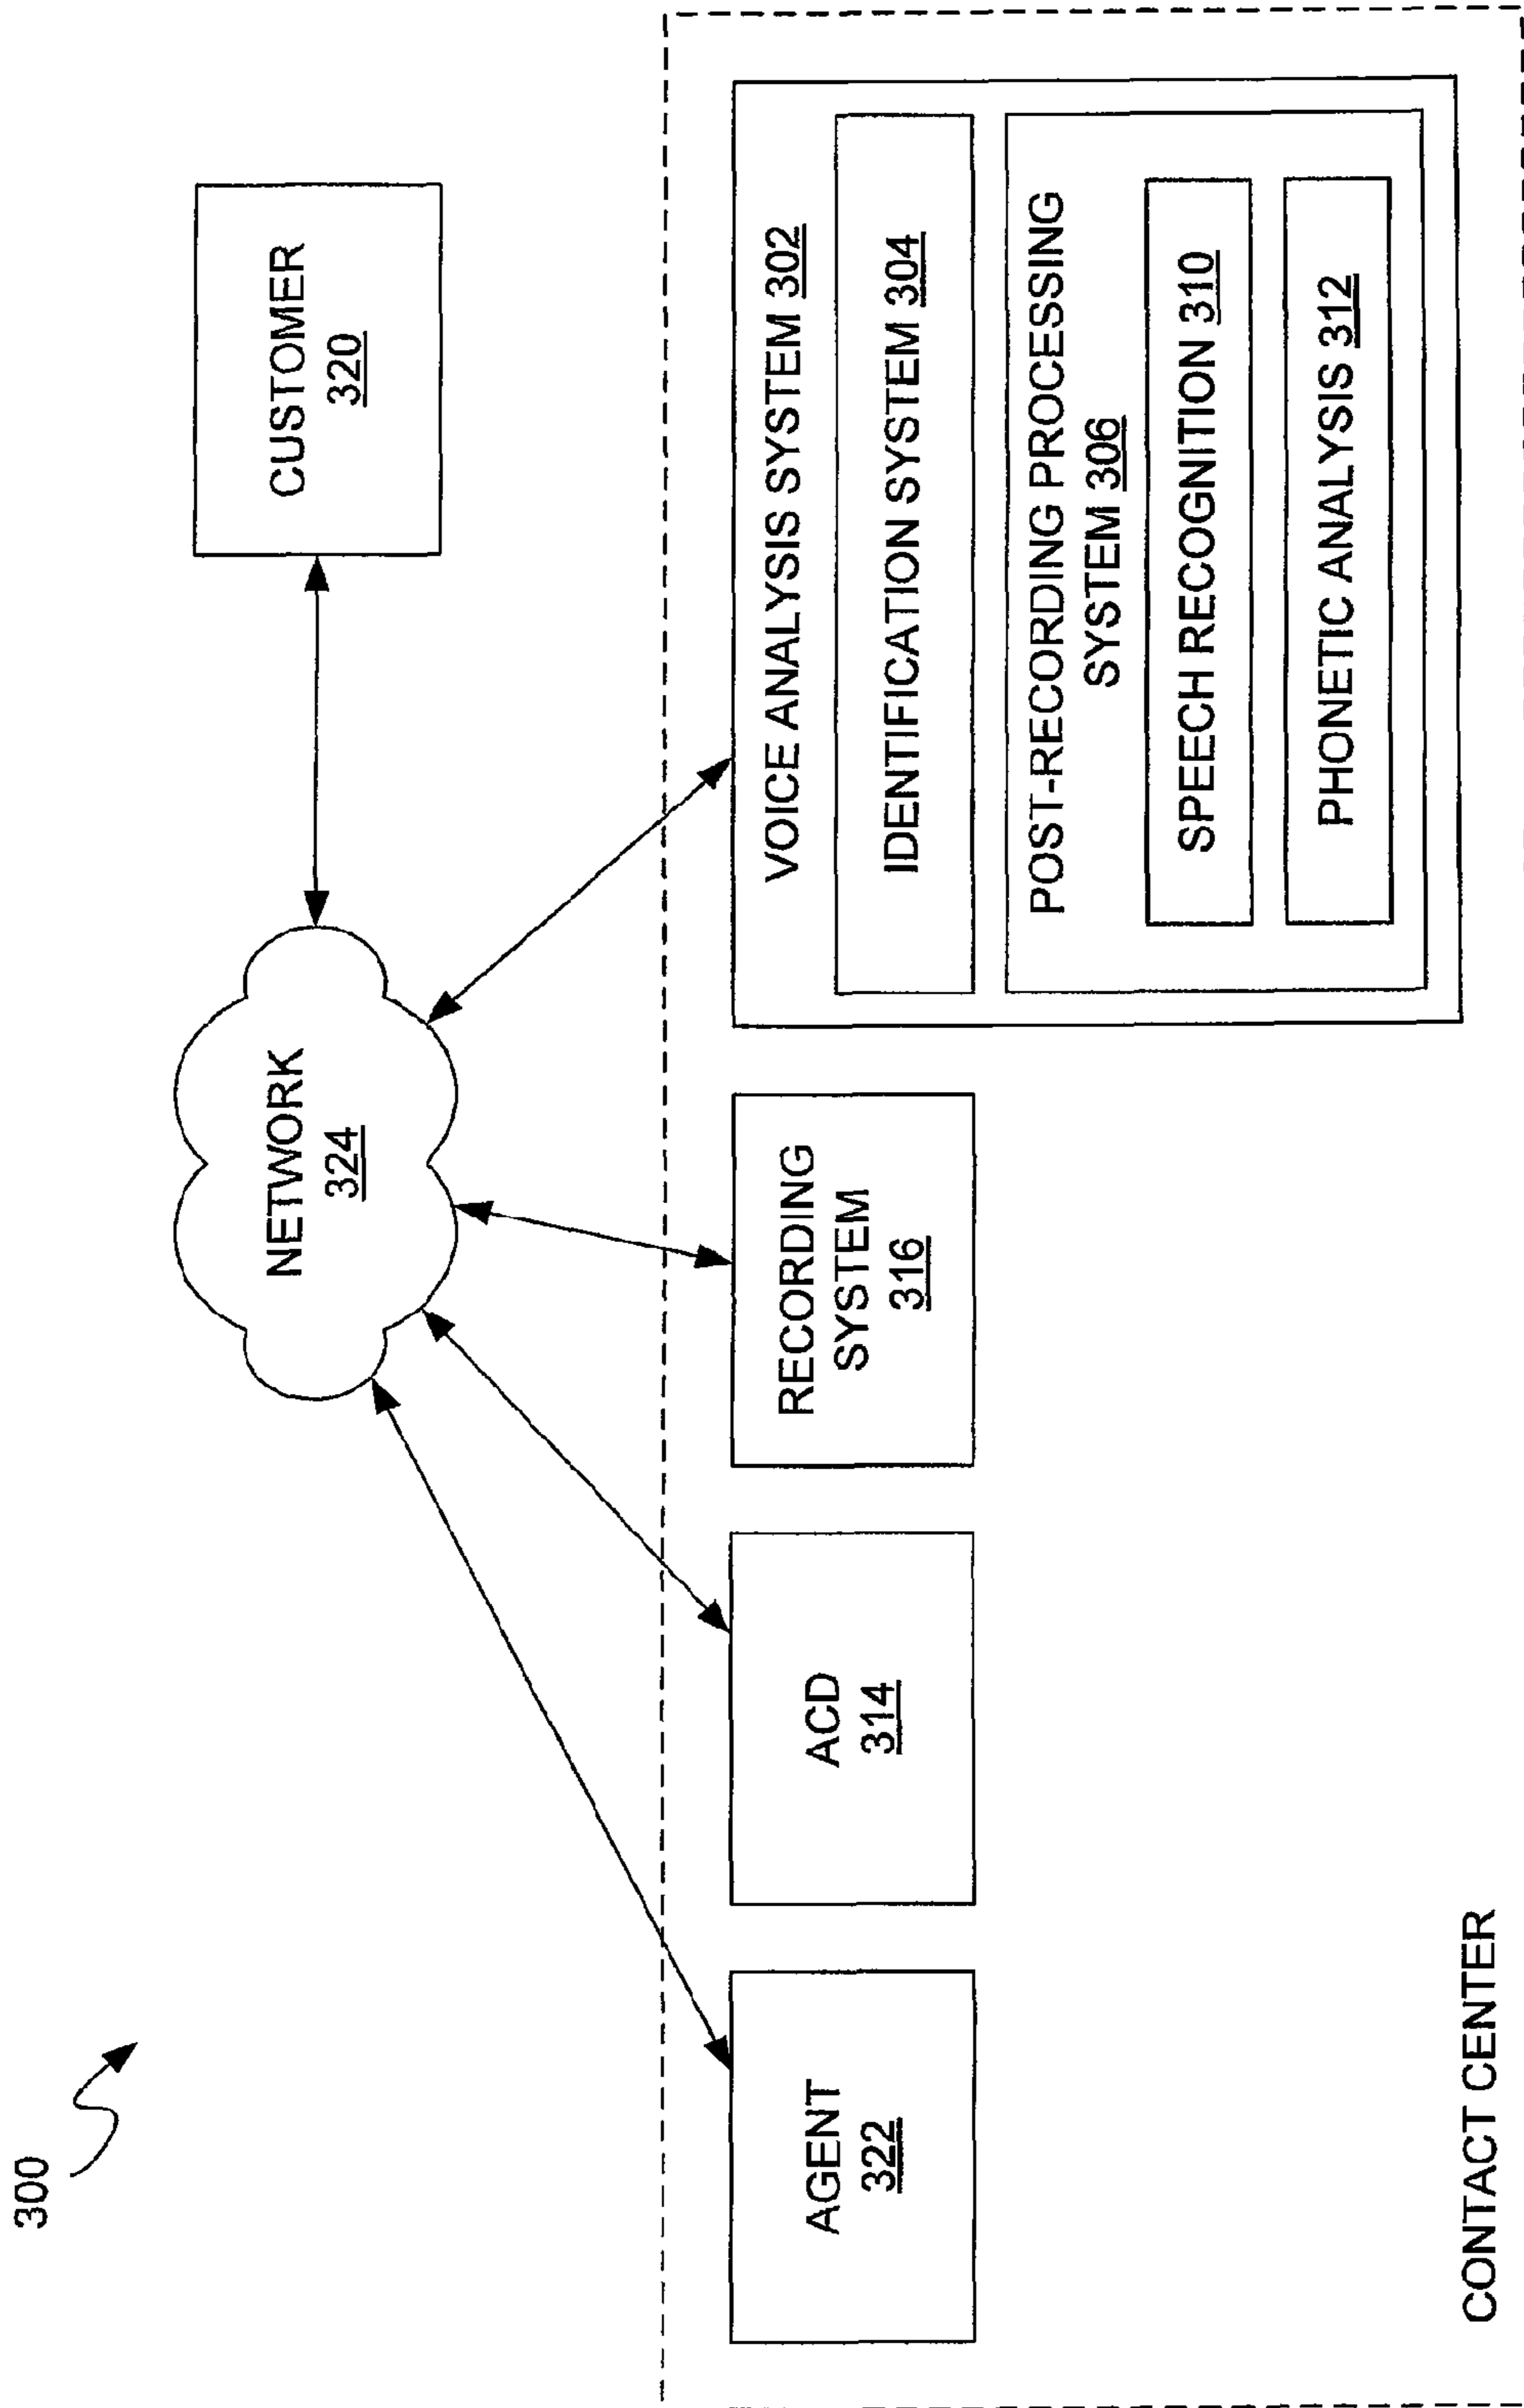 300
NETWORK
324
CUSTOMER
320
AGENT
322
ACD
314
RECORDING
SYSTEM
316
VOICE ANALYSIS SYSTEM 302
IDENTIFICATION SYSTEM 304
POST-RECORDING PROCESSING
SYSTEM 306
SPEECH RECOGNITION 310
PHONETIC ANALYSIS 312
CONTACT CENTER